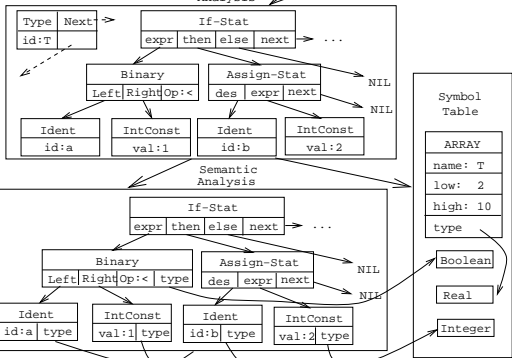 Analysis
Type Next
id:T
If-Stat
expr then else next ...
Binary
Left Right Op:<
Assign-Stat
des expr next
NIL
NIL
Ident
id:a
IntConst
val:1
Ident
id:b
IntConst
val:2
Semantic
Analysis
If-Stat
expr then else next ...
Binary
Left Right Op:< type
Assign-Stat
des expr next
NIL
NIL
Ident
id:a type
IntConst
val:1 type
Ident
id:b type
IntConst
val:2 type
Symbol
Table
ARRAY
name: T
low: 2
high: 10
type
Boolean
Real
Integer